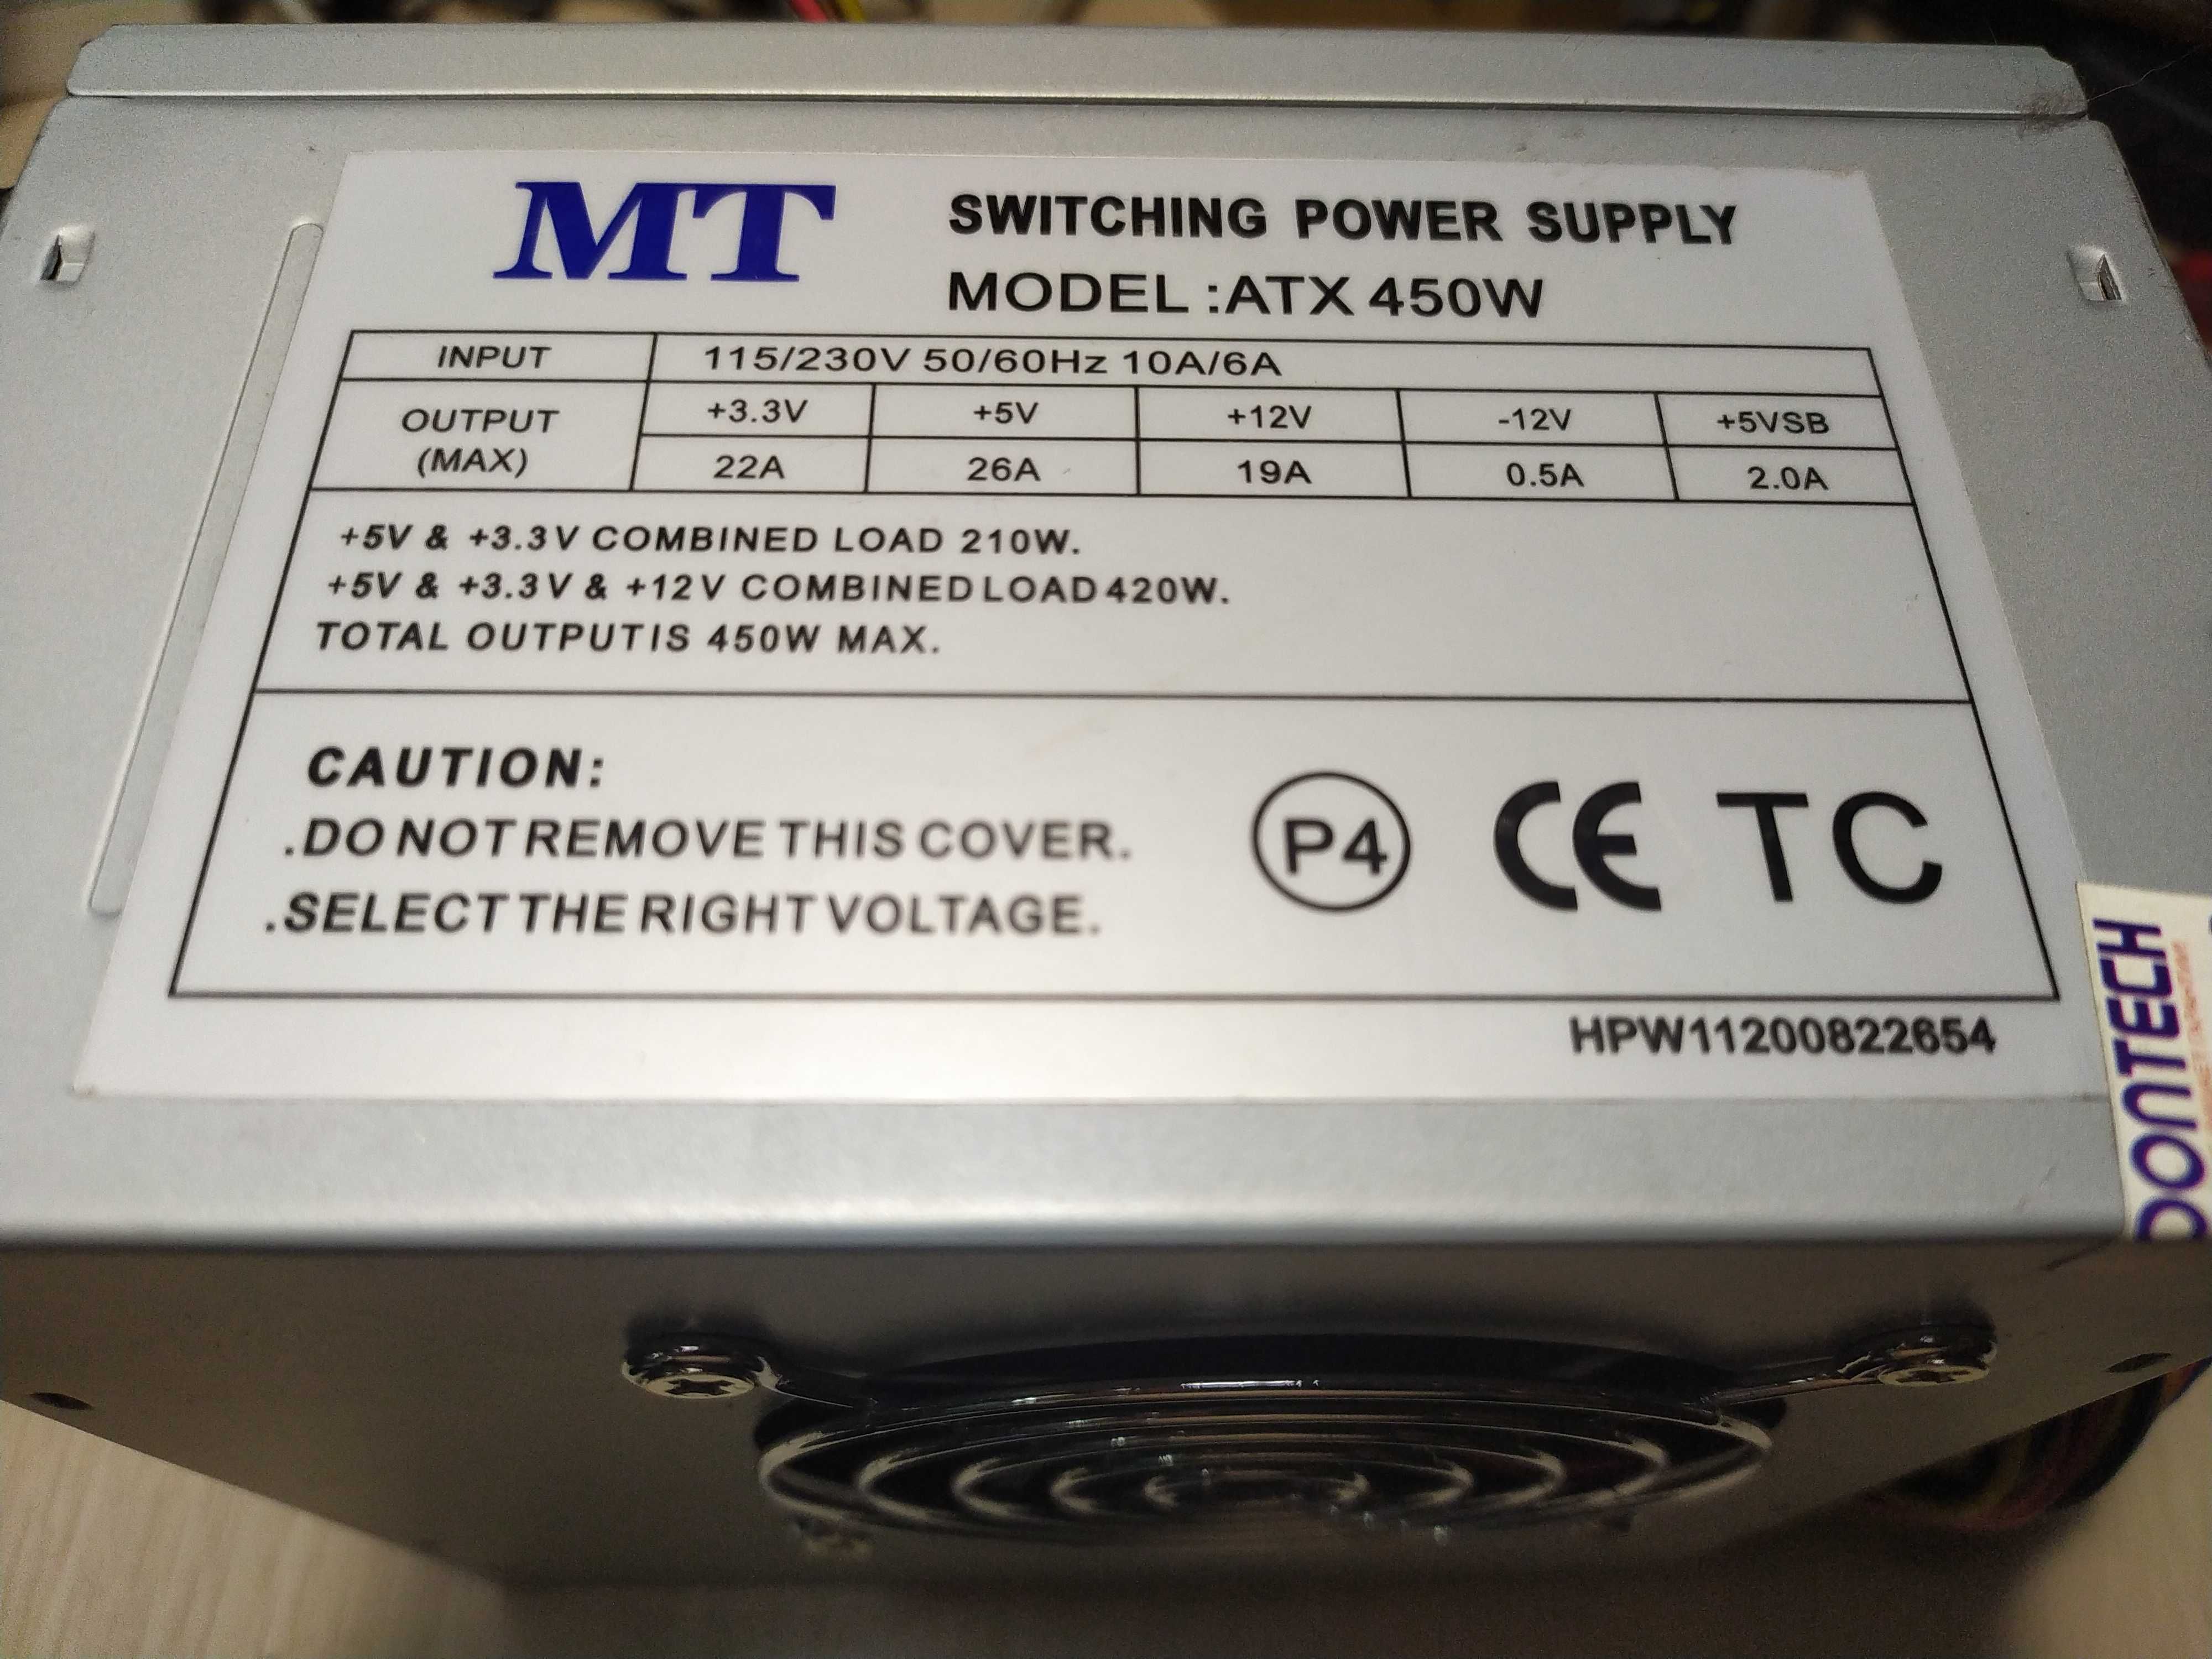 MT
SWITCHING POWER SUPPLY
MODEL :ATX 450W
INPUT 115/230V 50/60Hz 10A/6A
OUTPUT (MAX) +3.3V +5V +12V -12V +5VSB
22A 26A 19A 0.5A 2.0A
+5V & +3.3V COMBINED LOAD 210W.
+5V & +3.3V & +12V COMBINED LOAD 420W.
TOTAL OUTPUT IS 450W MAX.
CAUTION:
.DO NOT REMOVE THIS COVER.
.SELECT THE RIGHT VOLTAGE.
P4 CE TC
HPW11200822654
DONTECH